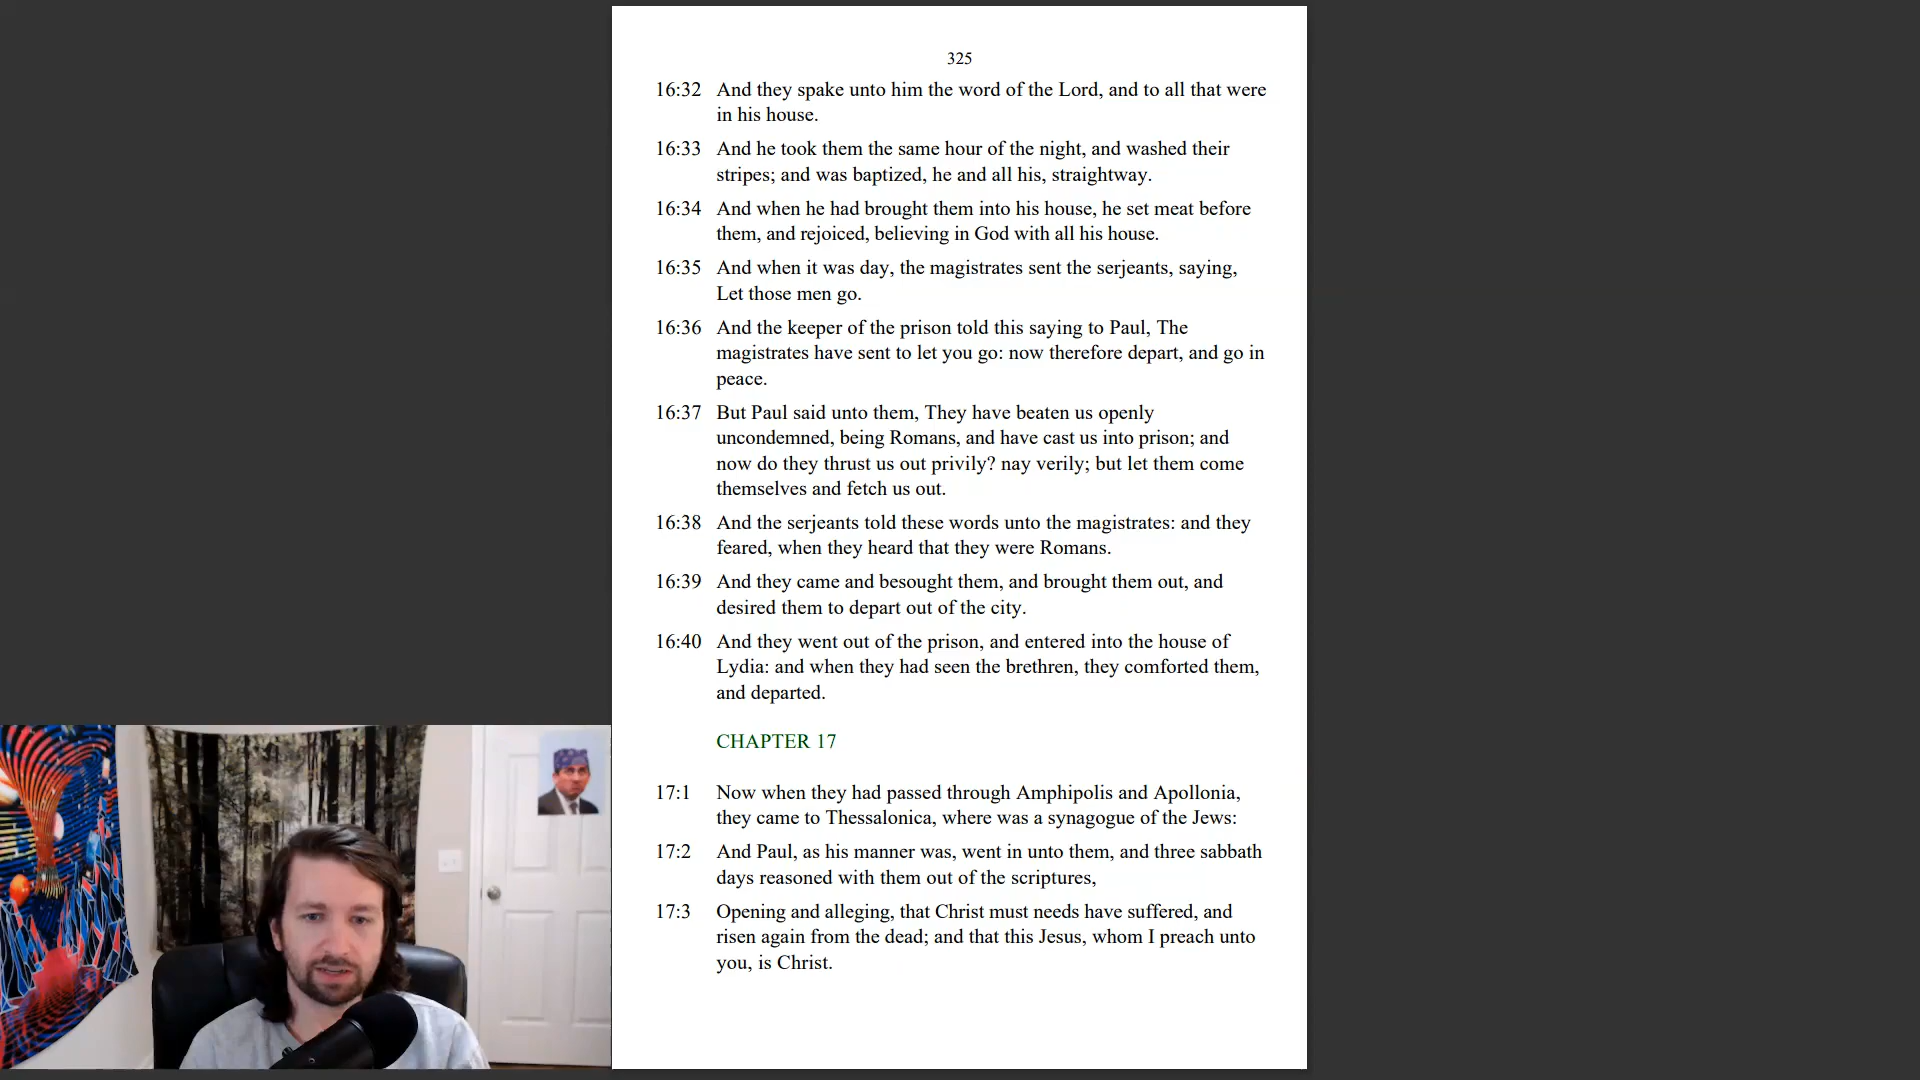 325
16:32 And they spake unto him the word of the Lord, and to all that were
in his house.
16:33 And he took them the same hour of the night, and washed their
stripes; and was baptized, he and all his, straightway.
16:34 And when he had brought them into his house, he set meat before
them, and rejoiced, believing in God with all his house.
16:35 And when it was day, the magistrates sent the serjeants, saying,
Let those men go.
16:36 And the keeper of the prison told this saying to Paul, The
magistrates have sent to let you go: now therefore depart, and go in
peace.
16:37 But Paul said unto them, They have beaten us openly
uncondemned, being Romans, and have cast us into prison; and
now do they thrust us out privily? nay verily; but let them come
themselves and fetch us out.
16:38 And the serjeants told these words unto the magistrates: and they
feared, when they heard that they were Romans.
16:39 And they came and besought them, and brought them out, and
desired them to depart out of the city.
16:40 And they went out of the prison, and entered into the house of
Lydia: and when they had seen the brethren, they comforted them,
and departed.
CHAPTER 17
17:1 Now when they had passed through Amphipolis and Apollonia,
they came to Thessalonica, where was a synagogue of the Jews:
17:2 And Paul, as his manner was, went in unto them, and three sabbath
days reasoned with them out of the scriptures,
17:3 Opening and alleging, that Christ must needs have suffered, and
risen again from the dead; and that this Jesus, whom I preach unto
you, is Christ.